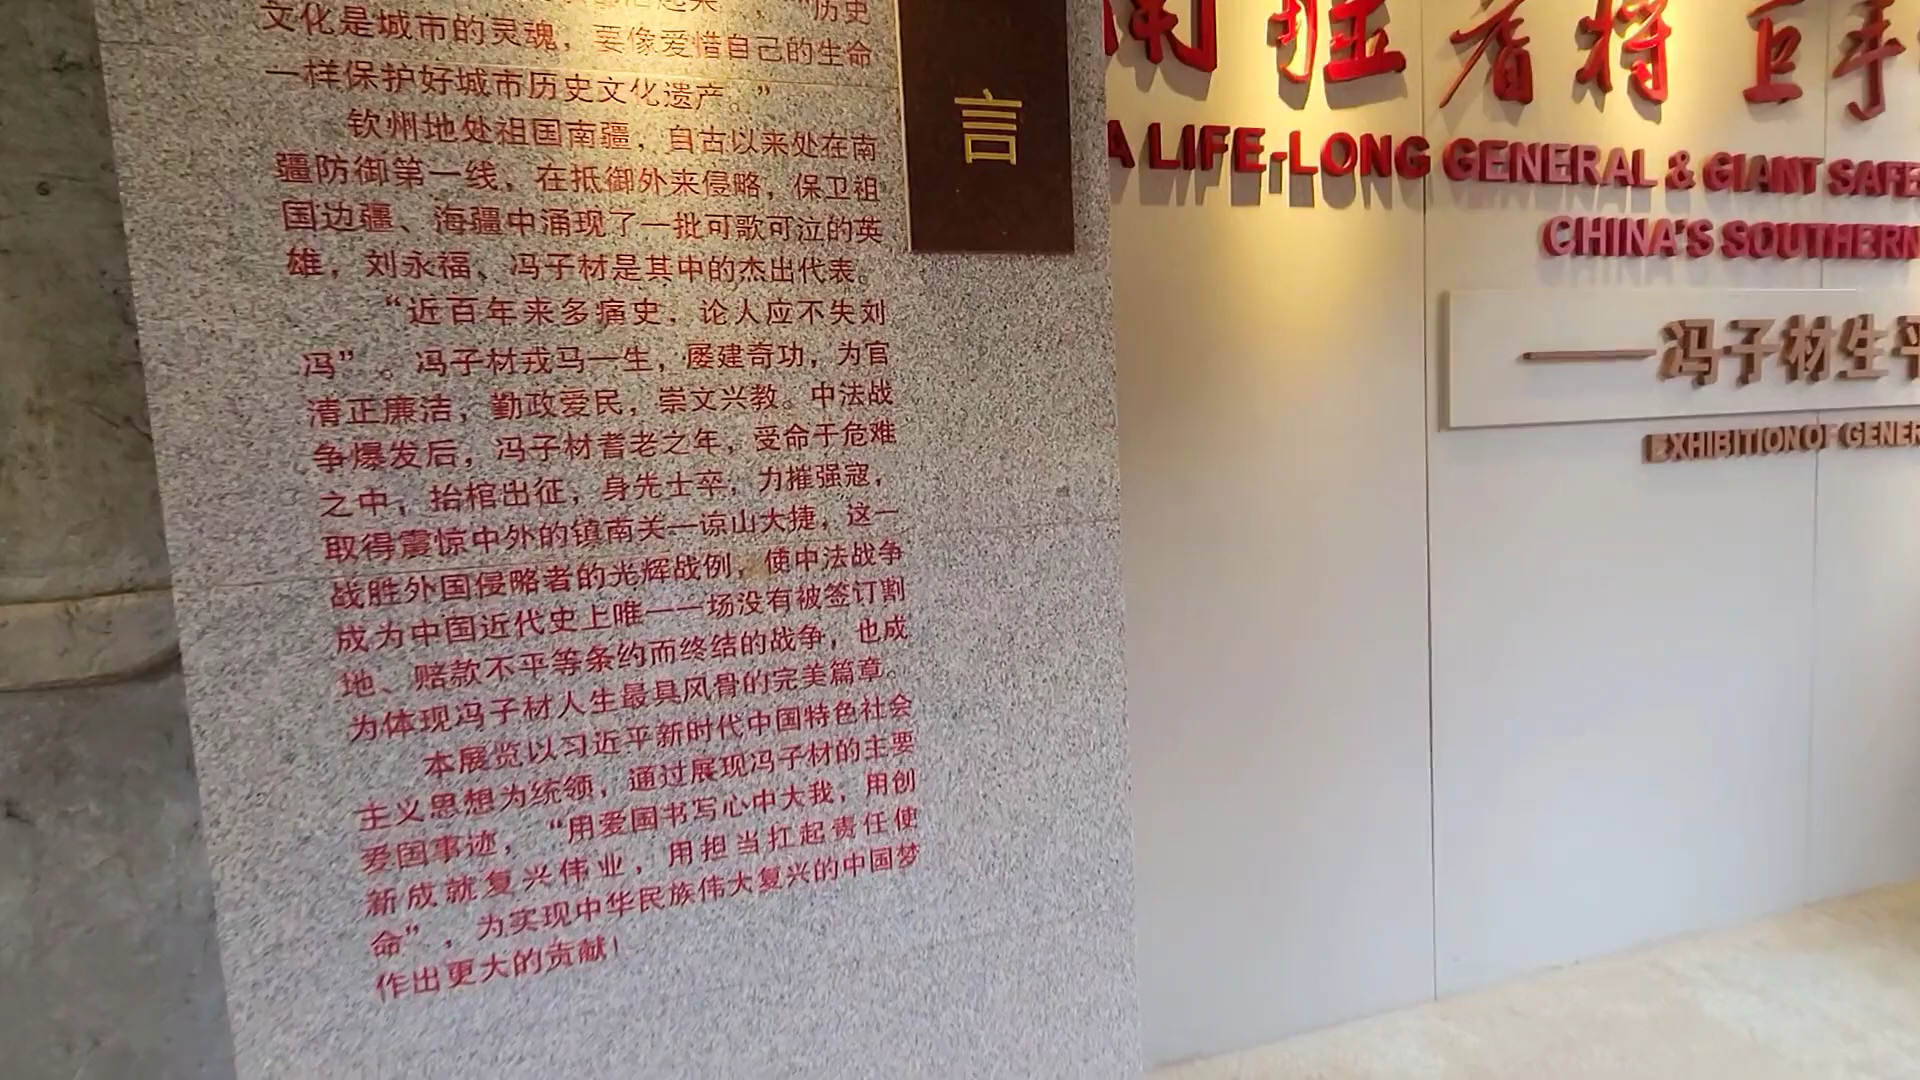 活起来”，“历史
文化是城市的灵魂，要像爱惜自己的生命
一样保护好城市历史文化遗产。”
钦州地处祖国南疆，自古以来处在南
疆防御第一线，在抵御外来侵略，保卫祖
国边疆、海疆中涌现了一批可歌可泣的英
雄，刘永福、冯子材是其中的杰出代表。
“近百年来多痛史，论人应不失刘
冯”。冯子材戎马一生，屡建奇功，为官
清正廉洁，勤政爱民，崇文兴教。中法战
争爆发后，冯子材耆老之年，受命于危难
之中，抬棺出征，身先士卒，力摧强寇，
取得震惊中外的镇南关—谅山大捷，这一
战胜外国侵略者的光辉战例，使中法战争
成为中国近代史上唯一一场没有被签订割
地、赔款不平等条约而终结的战争，也成
为体现冯子材人生最具风骨的完美篇章。
本展览以习近平新时代中国特色社会
主义思想为统领，通过展现冯子材的主要
爱国事迹，“用爱国书写心中大我，用创
新成就复兴伟业，用担当扛起责任使
命”，为实现中华民族伟大复兴的中国梦
作出更大的贡献！
言
南疆耆将 巨手
A LIFE-LONG GENERAL & GIANT SAFE
CHINA'S SOUTHERN
——冯子材生平
EXHIBITION OF GENER